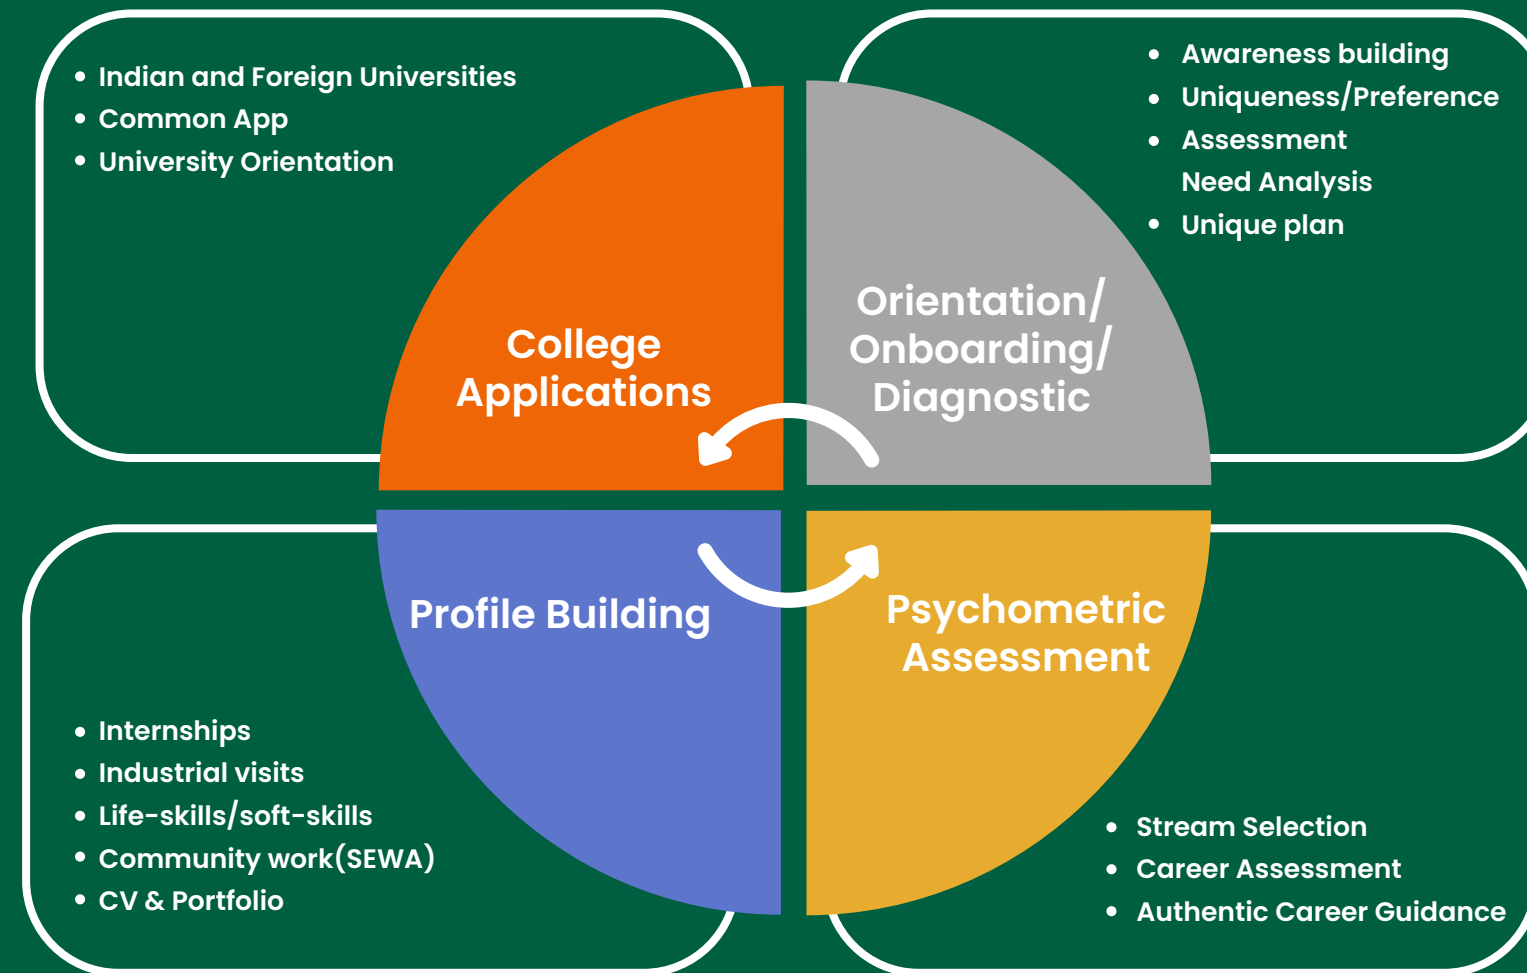 Indian and Foreign Universities
Common App
University Orientation
Awareness building
Uniqueness/Preference
Assessment
Need Analysis
Unique plan
College
Applications
Orientation/
Onboarding/
Diagnostic
Profile Building
Psychometric
Assessment
Internships
Industrial visits
Life-skills/soft-skills
Community work(SEWA)
CV & Portfolio
Stream Selection
Career Assessment
Authentic Career Guidance